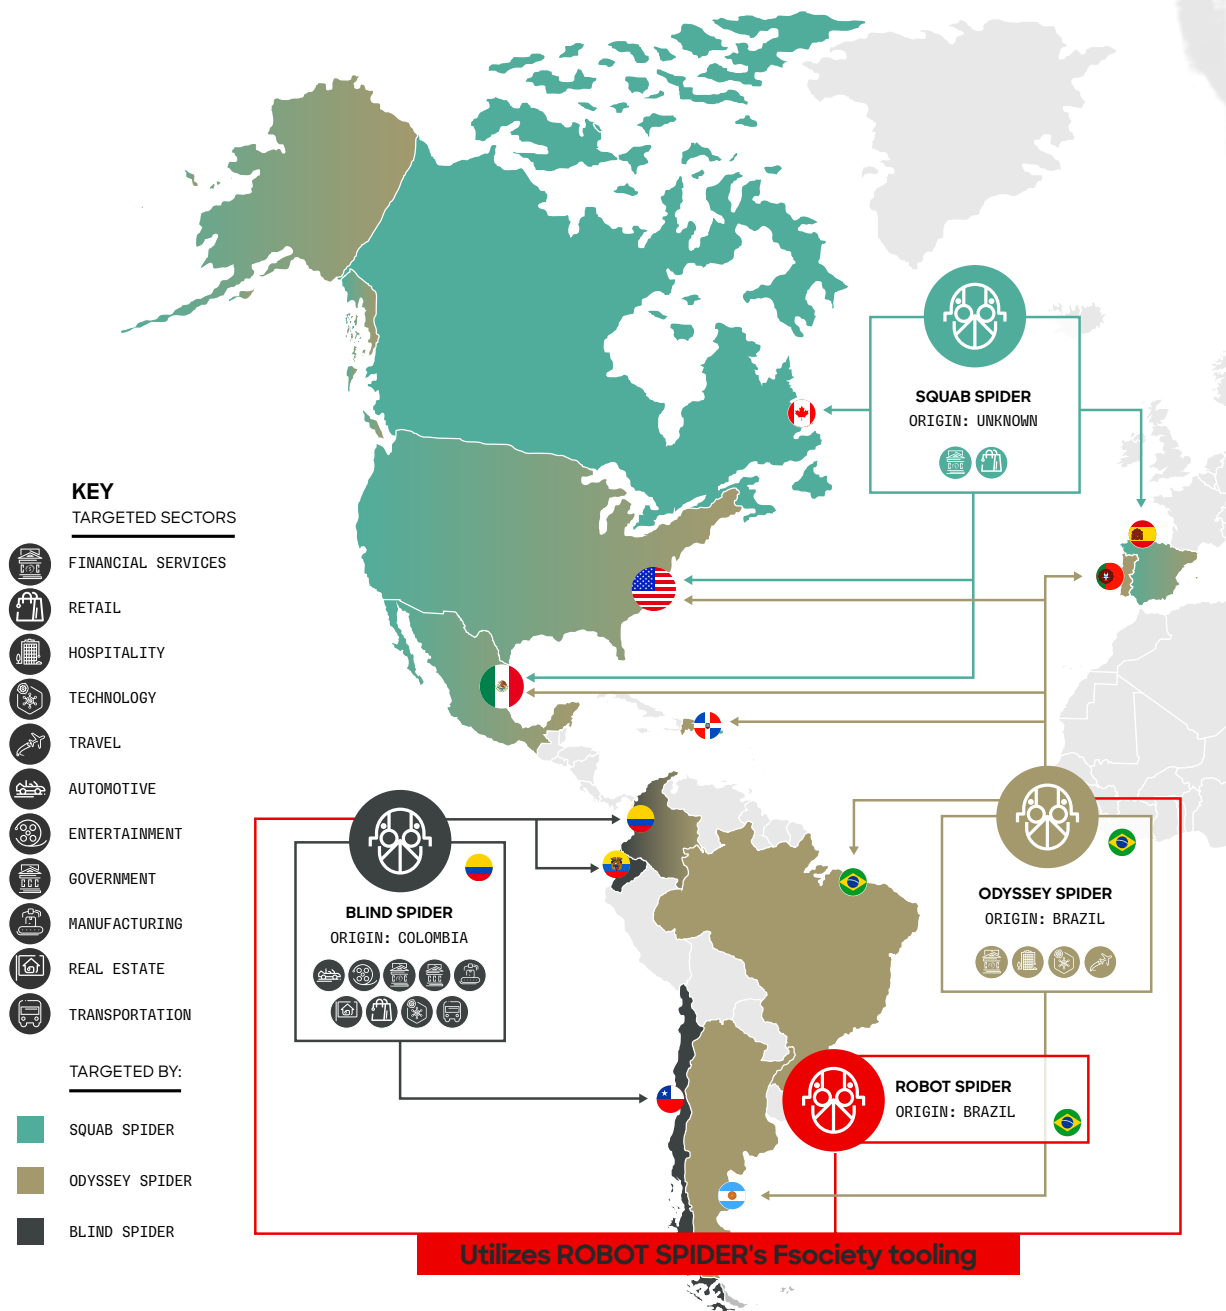 SQUAB SPIDER
ORIGIN: UNKNOWN
KEY
TARGETED SECTORS
FINANCIAL SERVICES
RETAIL
HOSPITALITY
TECHNOLOGY
TRAVEL
AUTOMOTIVE
ENTERTAINMENT
GOVERNMENT
MANUFACTURING
REAL ESTATE
TRANSPORTATION
TARGETED BY:
SQUAB SPIDER
ODYSSEY SPIDER
BLIND SPIDER
BLIND SPIDER
ORIGIN: COLOMBIA
ODYSSEY SPIDER
ORIGIN: BRAZIL
ROBOT SPIDER
ORIGIN: BRAZIL
Utilizes ROBOT SPIDER's Fsociety tooling